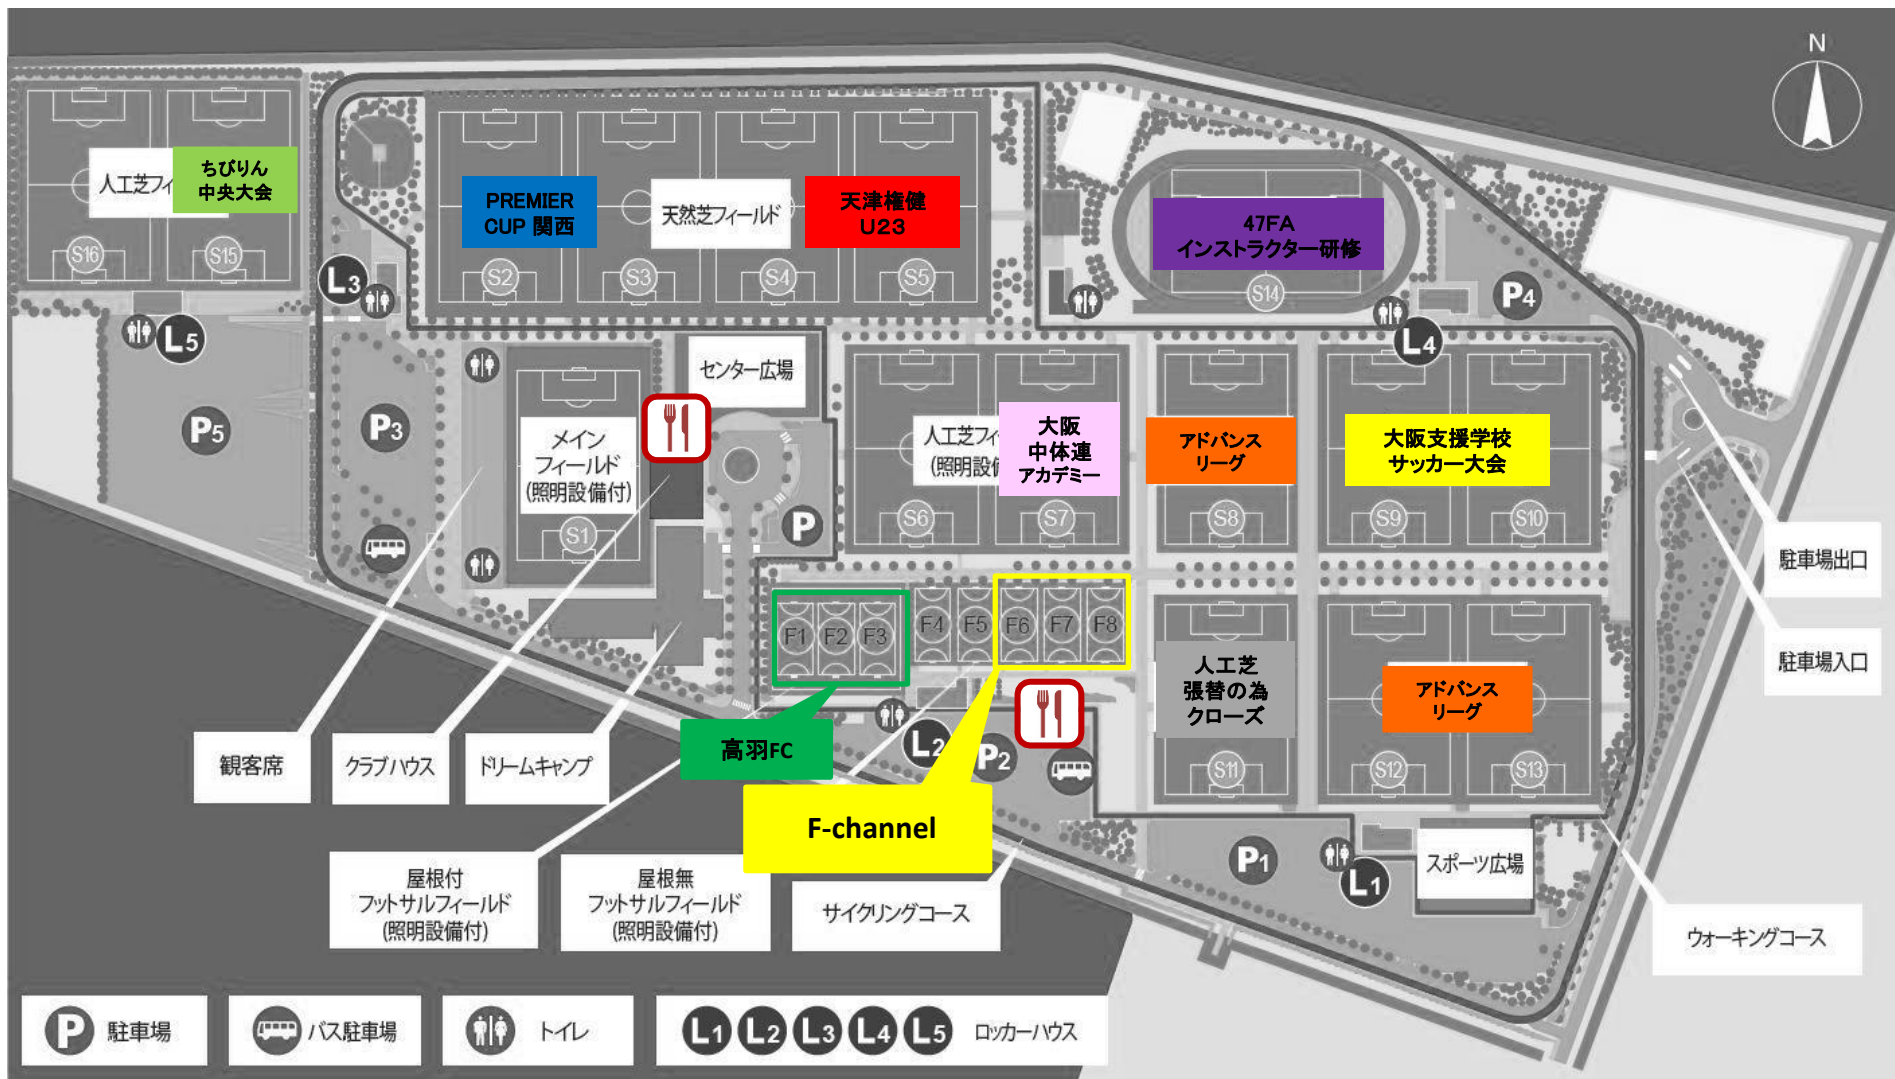 N
人工芝フィ
ちびりん
中央大会
PREMIER
CUP 関西
天然芝フィールド
天津権健
U23
47FA
インストラクター研修
S16
S15
L3
S2
S3
S4
S5
S14
P4
L5
L4
センター広場
P5
P3
メイン
フィールド
(照明設備付)
S1
P
人工芝フィ
(照明設備
大阪
中体連
アカデミー
アドバンス
リーグ
大阪支援学校
サッカー大会
S6
S7
S8
S9
S10
駐車場出口
駐車場入口
F1
F2
F3
F4
F5
F6
F7
F8
人工芝
張替の為
クローズ
アドバンス
リーグ
観客席
クラブハウス
ドリームキャンプ
高羽FC
L2
P2
S11
S12
S13
F-channel
屋根付
フットサルフィールド
(照明設備付)
屋根無
フットサルフィールド
(照明設備付)
サイクリングコース
P1
L1
スポーツ広場
ウォーキングコース
P 駐車場
バス駐車場
トイレ
L1 L2 L3 L4 L5 ロッカーハウス